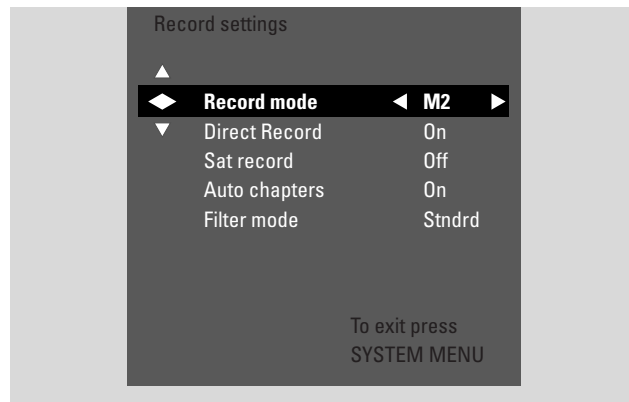 Record settings
Record mode M2
Direct Record On
Sat record Off
Auto chapters On
Filter mode Stndrd
To exit press
SYSTEM MENU